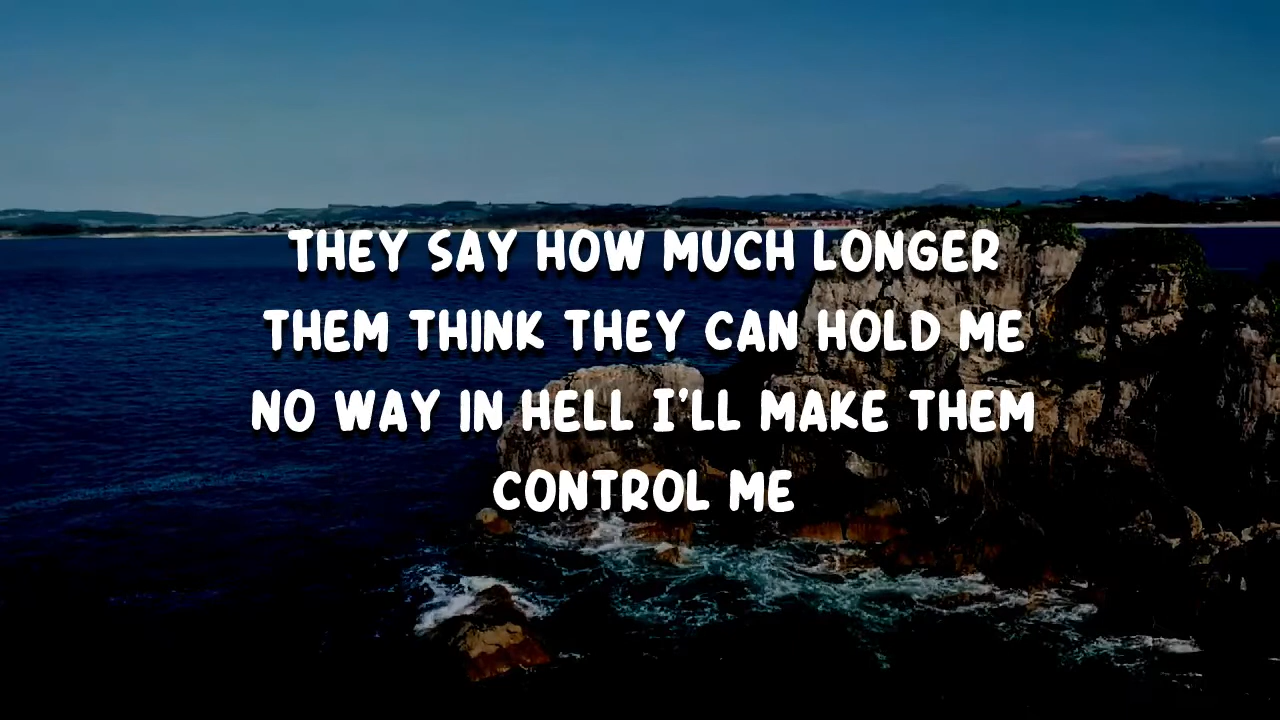 THEY SAY HOW MUCH LONGER
THEM THINK THEY CAN HOLD ME
NO WAY IN HELL I'LL MAKE THEM
CONTROL ME